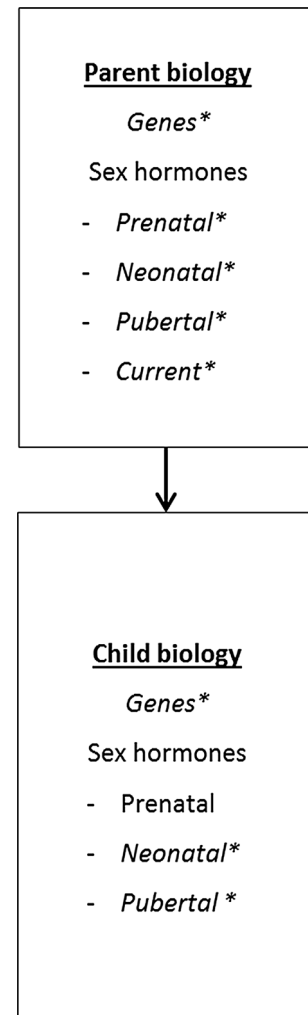 Parent biology
Genes*
Sex hormones
- Prenatal*
- Neonatal*
- Pubertal*
- Current*
Child biology
Genes*
Sex hormones
- Prenatal
- Neonatal*
- Pubertal *